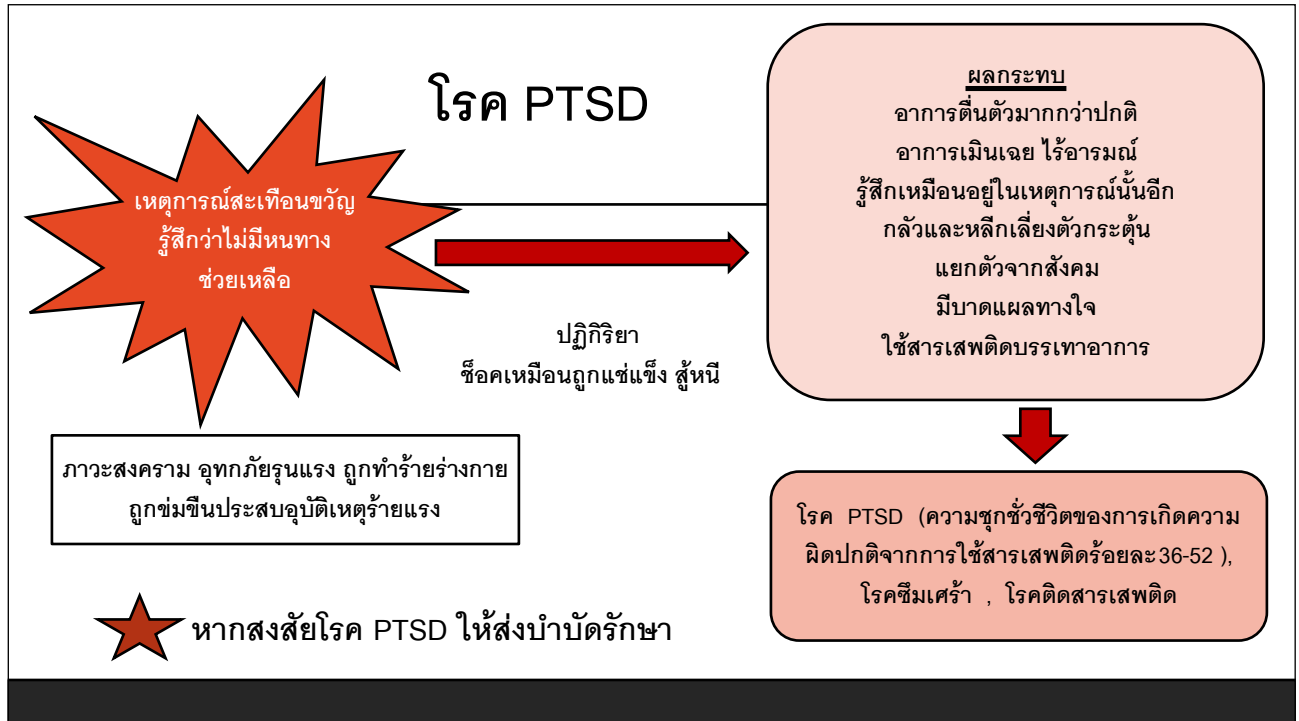 โรค PTSD
เหตุการณ์สะเทือนขวัญ
รู้สึกว่าไม่มีหนทาง
ช่วยเหลือ
ปฏิกิริยา
ช็อคเหมือนถูกแช่แข็ง สู้หนี
ผลกระทบ
อาการตื่นตัวมากกว่าปกติ
อาการเมินเฉย ไร้อารมณ์
รู้สึกเหมือนอยู่ในเหตุการณ์นั้นอีก
กลัวและหลีกเลี่ยงตัวกระตุ้น
แยกตัวจากสังคม
มีบาดแผลทางใจ
ใช้สารเสพติดบรรเทาอาการ
ภาวะสงคราม อุทกภัยรุนแรง ถูกทำร้ายร่างกาย
ถูกข่มขืนประสบอุบัติเหตุร้ายแรง
โรค PTSD (ความชุกชั่วชีวิตของการเกิดความ
ผิดปกติจากการใช้สารเสพติดร้อยละ36-52 ),
โรคซึมเศร้า , โรคติดสารเสพติด
หากสงสัยโรค PTSD ให้ส่งบำบัดรักษา